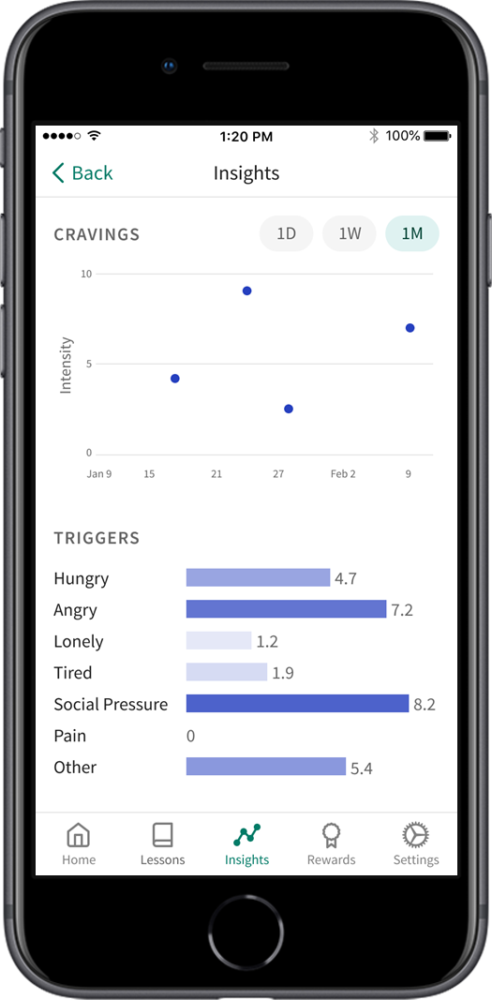 1:20 PM 100%
Back Insights
CRAVINGS 1D 1W 1M
10
5
0
Intensity
Jan 9 15 21 27 Feb 2 9
TRIGGERS
Hungry 4.7
Angry 7.2
Lonely 1.2
Tired 1.9
Social Pressure 8.2
Pain 0
Other 5.4
Home Lessons Insights Rewards Settings